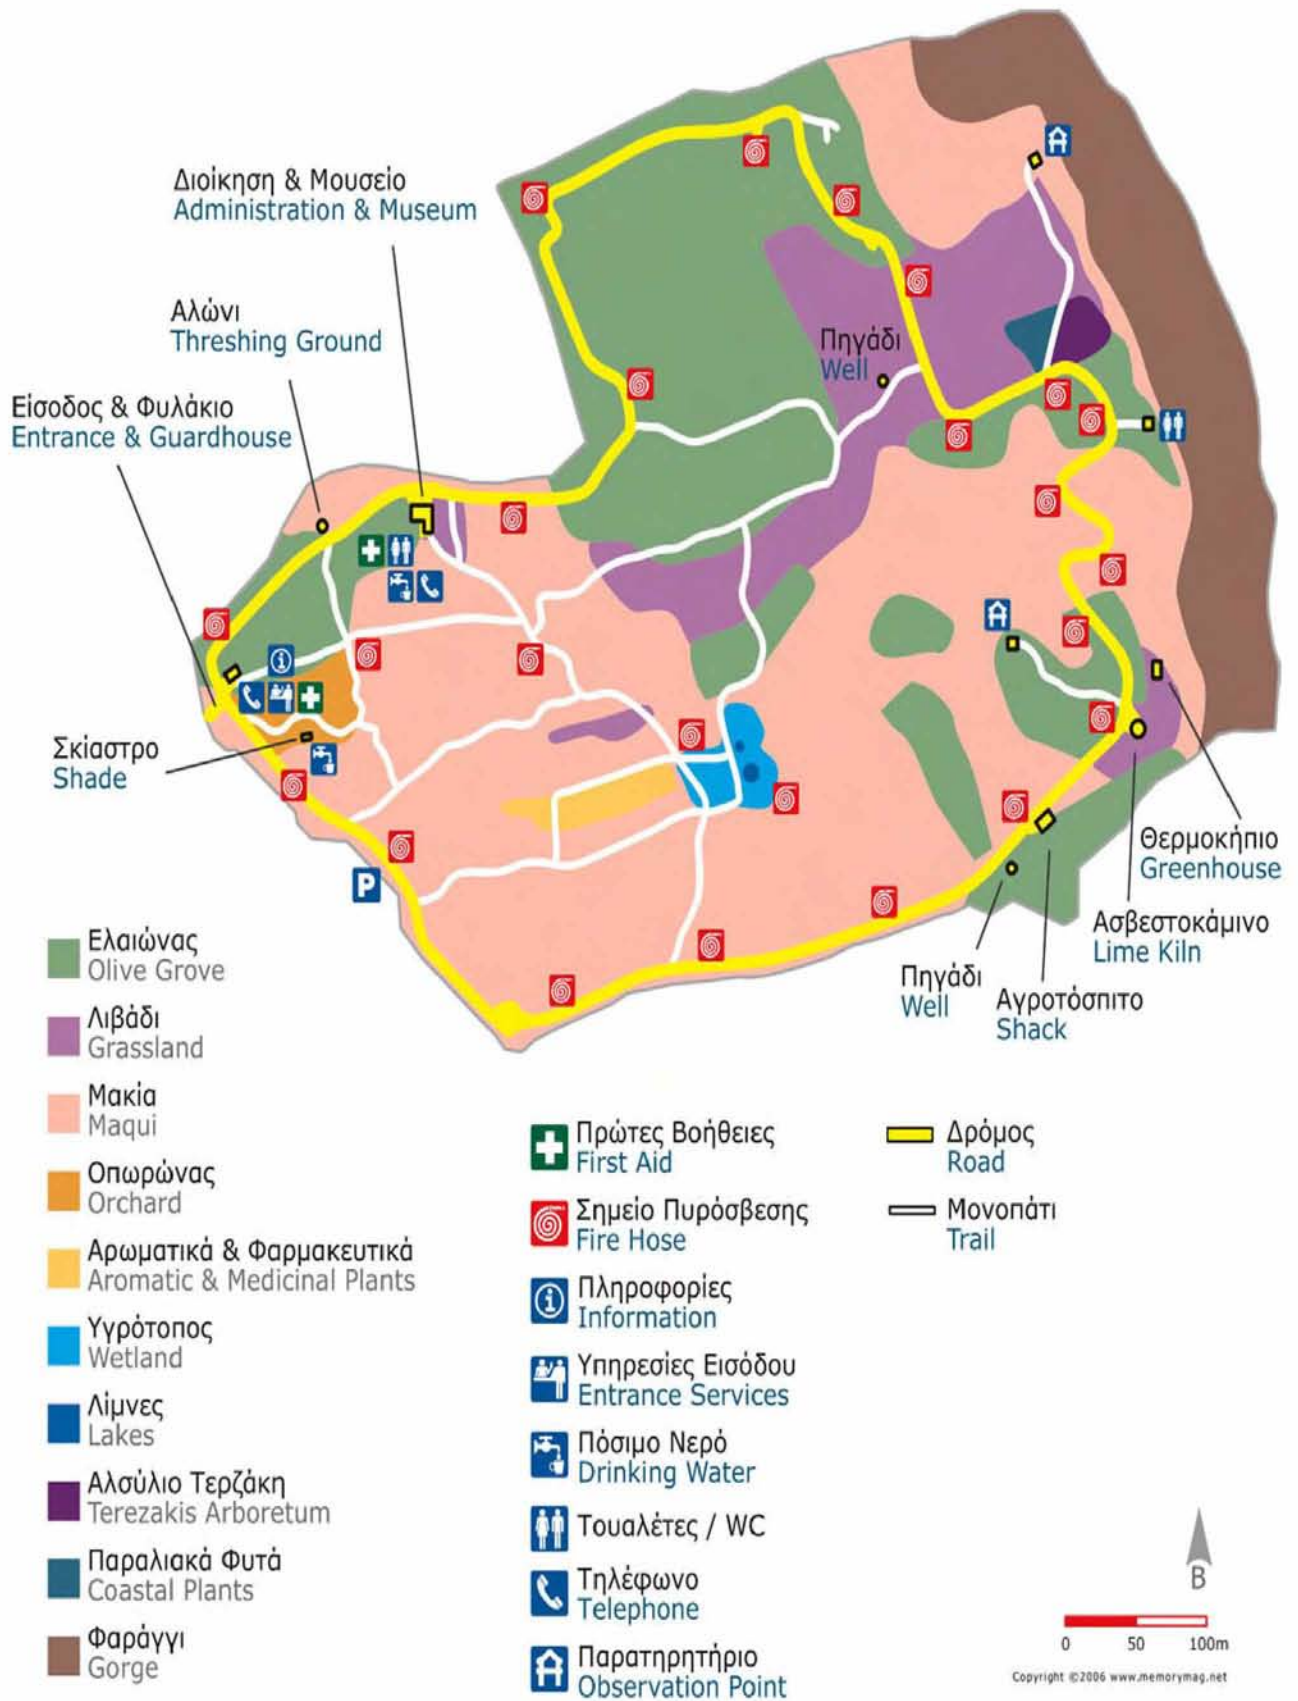 Διοίκηση & Μουσείο
Administration & Museum
Αλώνι
Threshing Ground
Είσοδος & Φυλάκιο
Entrance & Guardhouse
Πηγάδι
Well
Σκίαστρο
Shade
P
Θερμοκήπιο
Greenhouse
Ασβεστοκάμινο
Lime Kiln
Πηγάδι
Well
Αγροτόσπιτο
Shack
Ελαιώνας
Olive Grove
Λιβάδι
Grassland
Μακία
Maqui
Οπωρώνας
Orchard
Αρωματικά & Φαρμακευτικά
Aromatic & Medicinal Plants
Υγρότοπος
Wetland
Λίμνες
Lakes
Αλσύλιο Τερζάκη
Terezakis Arboretum
Παραλιακά Φυτά
Coastal Plants
Φαράγγι
Gorge
Πρώτες Βοήθειες
First Aid
Σημείο Πυρόσβεσης
Fire Hose
Πληροφορίες
Information
Υπηρεσίες Εισόδου
Entrance Services
Πόσιμο Νερό
Drinking Water
Τουαλέτες / WC
Τηλέφωνο
Telephone
Παρατηρητήριο
Observation Point
Δρόμος
Road
Μονοπάτι
Trail
Β
0 50 100m
Copyright ©2006 www.memorymag.net